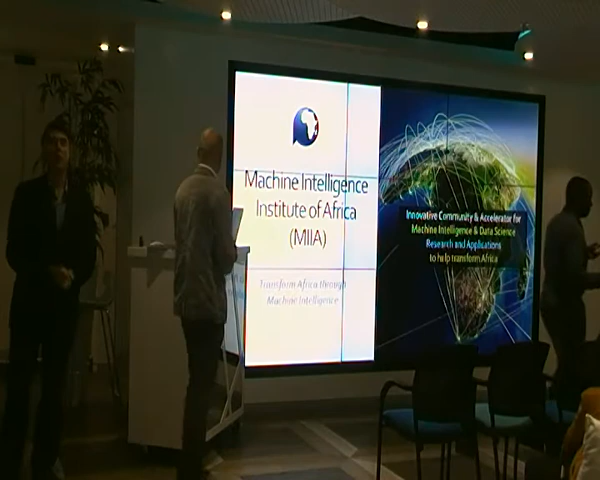 Machine Intelligence
Institute of Africa
(MIIA)
Transform Africa through
Machine Intelligence
Innovative Community & Accelerator for
Machine Intelligence & Data Science
Research and Applications
to help transform Africa